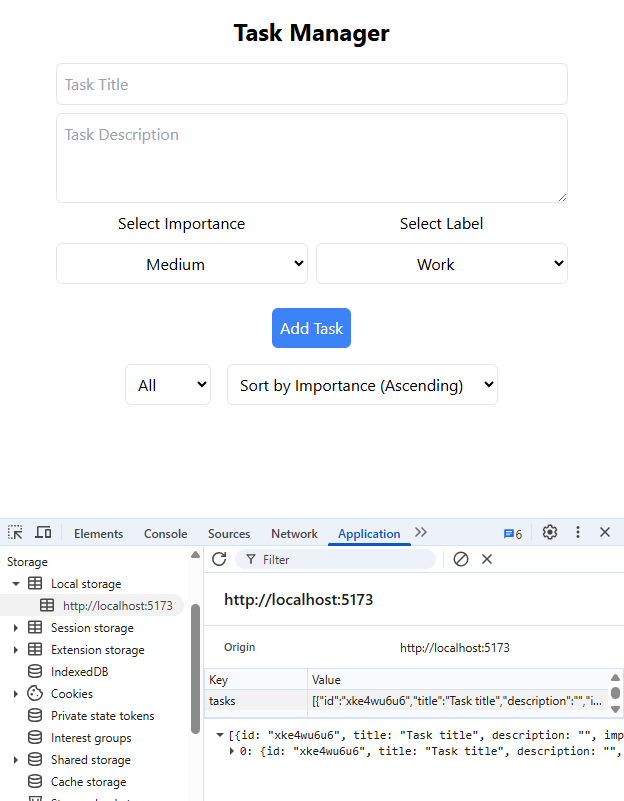 Task Manager
Task Title
Task Description
Select Importance Select Label
Medium Work
Add Task
All Sort by Importance (Ascending)
Elements Console Sources Network Application 6
Storage
Filter
Local storage
http://localhost:5173
Session storage
Extension storage
IndexedDB
Cookies
Private state tokens
Interest groups
Shared storage
Cache storage
http://localhost:5173
Origin http://localhost:5173
Key Value
tasks [{"id":"xke4wu6u6","title":"Task title","description":"","i...
[{id: "xke4wu6u6", title: "Task title", description: "", imp
0: {id: "xke4wu6u6", title: "Task title", description: "",